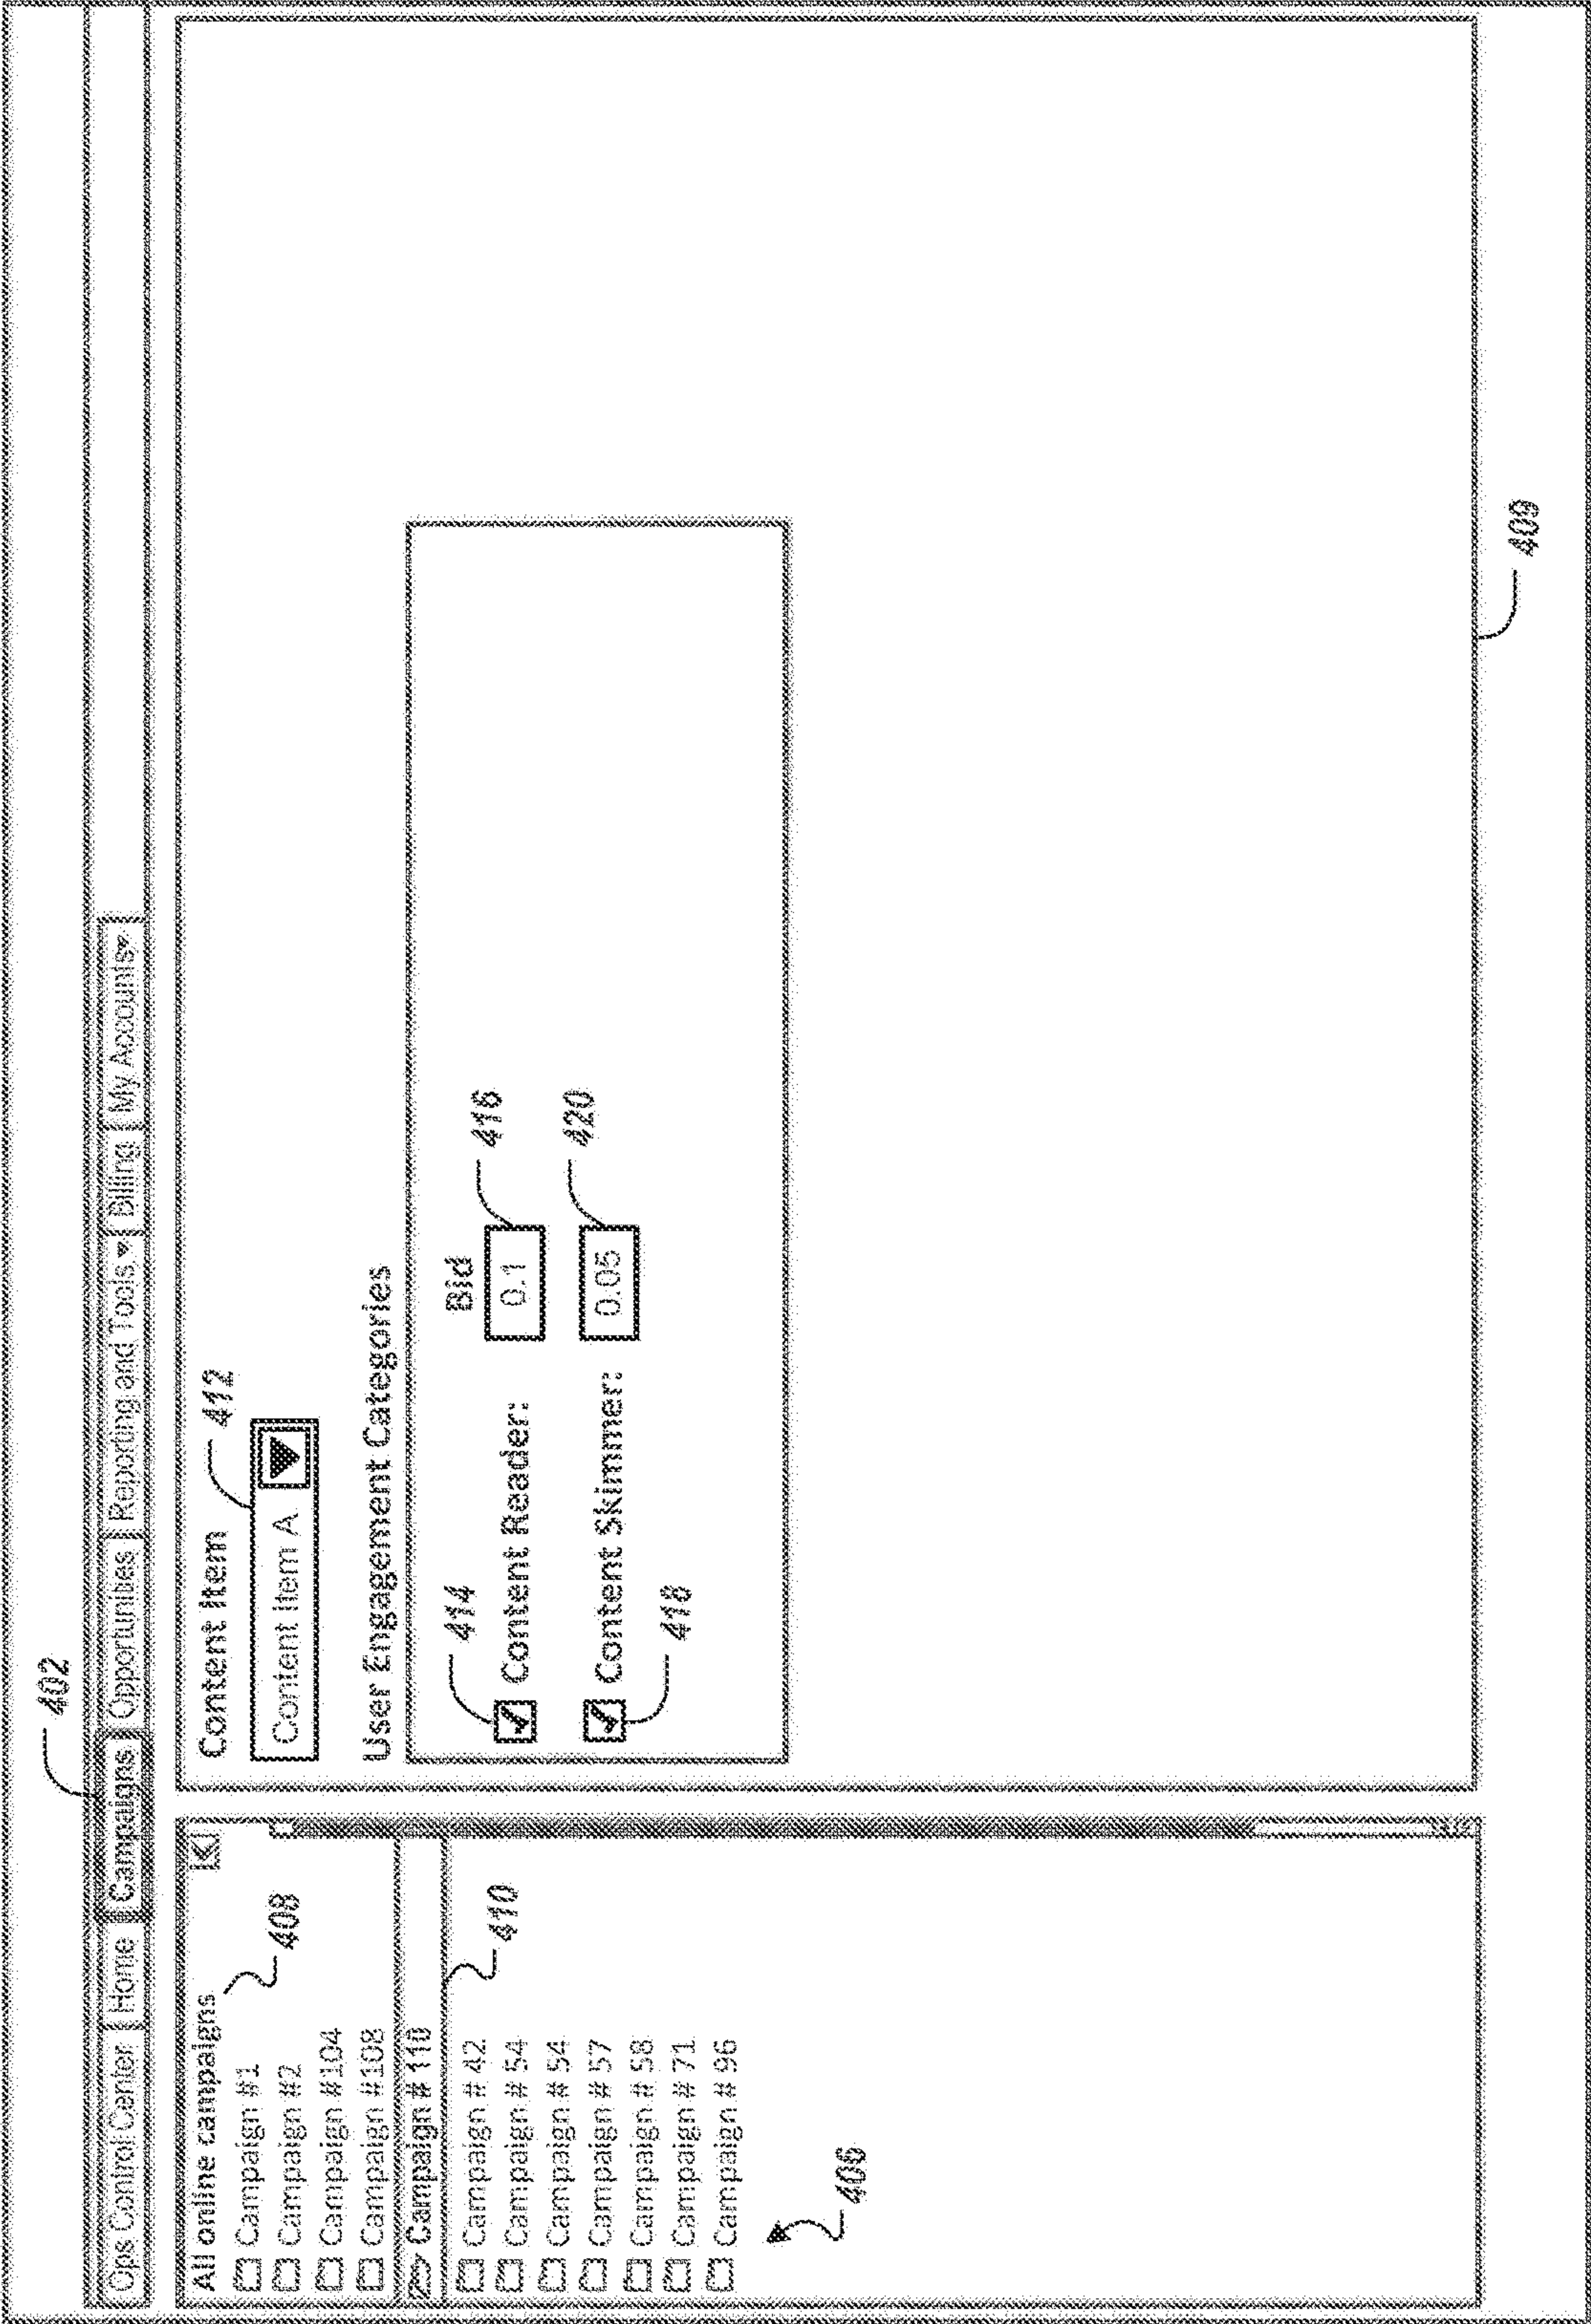 402
Ops Control Center Home Campaigns Opportunities Reporting and Tools Billing My Accounts
All online campaigns
408
Campaign #1
Campaign #2
Campaign #104
Campaign #108
Campaign # 110
410
Campaign # 42
Campaign # 54
Campaign # 54
Campaign # 57
Campaign # 58
Campaign # 71
Campaign # 96
406
Content Item
412
Content Item A
User Engagement Categories
414
Bid
416
Content Reader: 0.1
420
Content Skimmer: 0.05
418
409